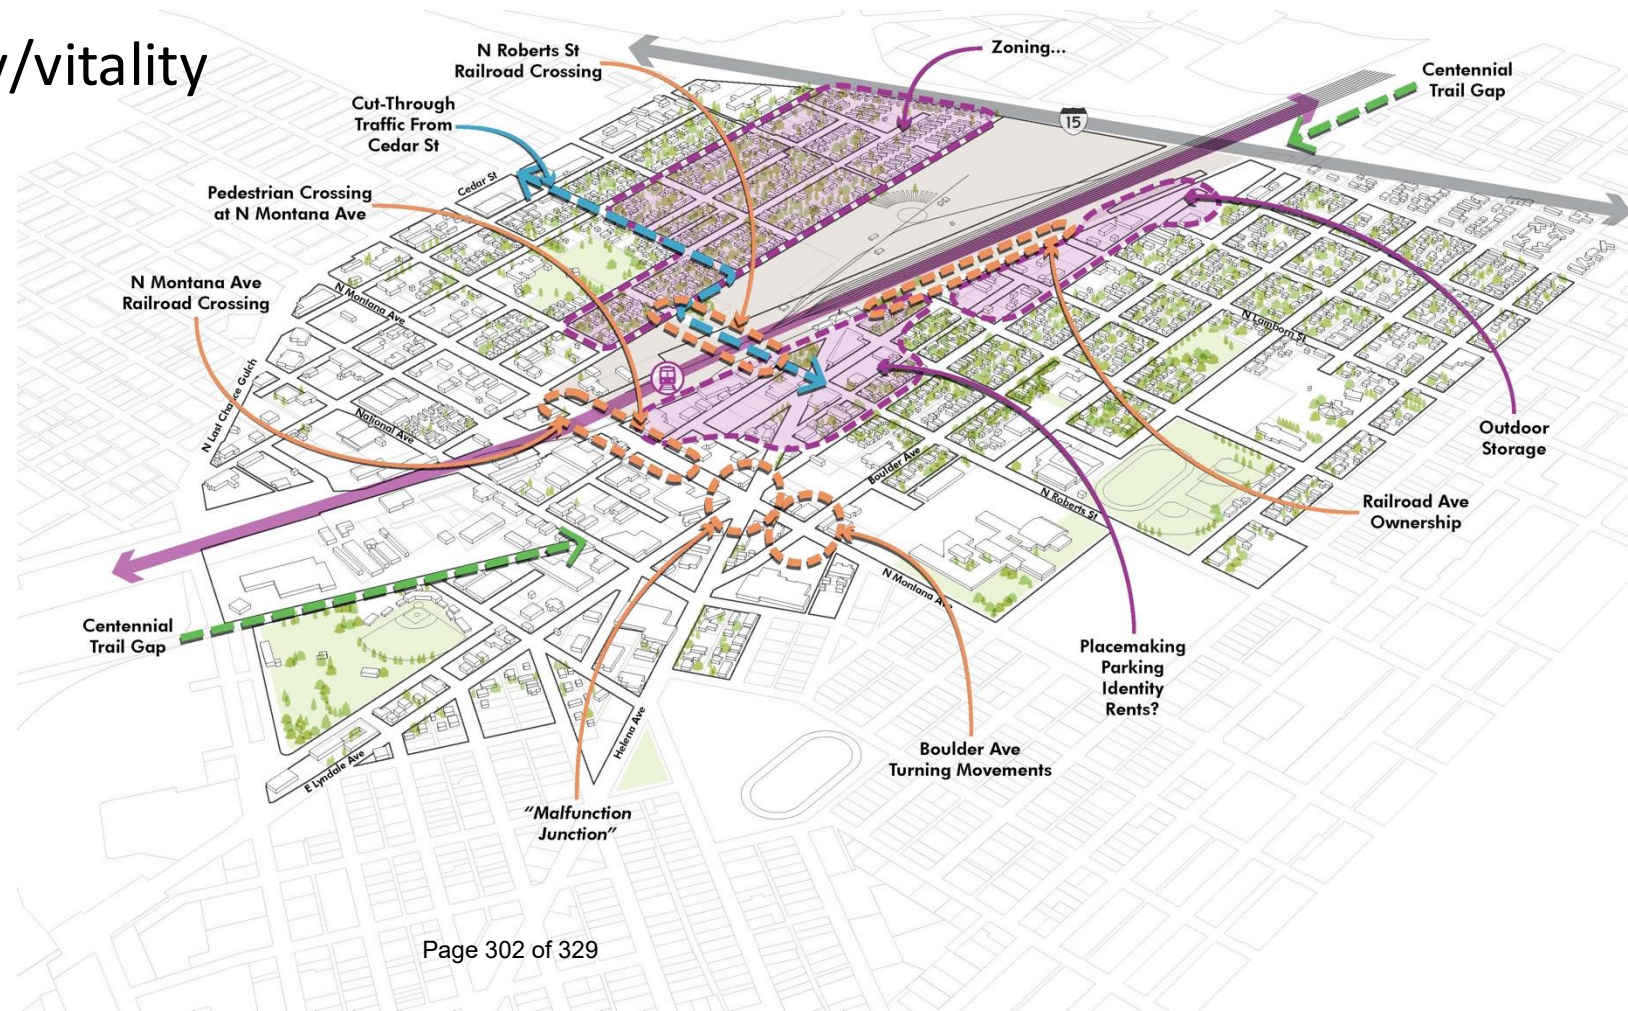 y/vitality
N Roberts St
Railroad Crossing
Zoning...
Centennial
Trail Gap
Cut-Through
Traffic From
Cedar St
15
Pedestrian Crossing
at N Montana Ave
Cedar St
N Montana Ave
Railroad Crossing
N Montana Ave
N Lamborn St
N Last Chance Gulch
National Ave
Outdoor
Storage
Boulder Ave
N Roberts St
Railroad Ave
Ownership
N Montana Ave
Centennial
Trail Gap
Placemaking
Parking
Identity
Rents?
Helena Ave
E Lyndale Ave
Boulder Ave
Turning Movements
“Malfunction
Junction”
Page 302 of 329